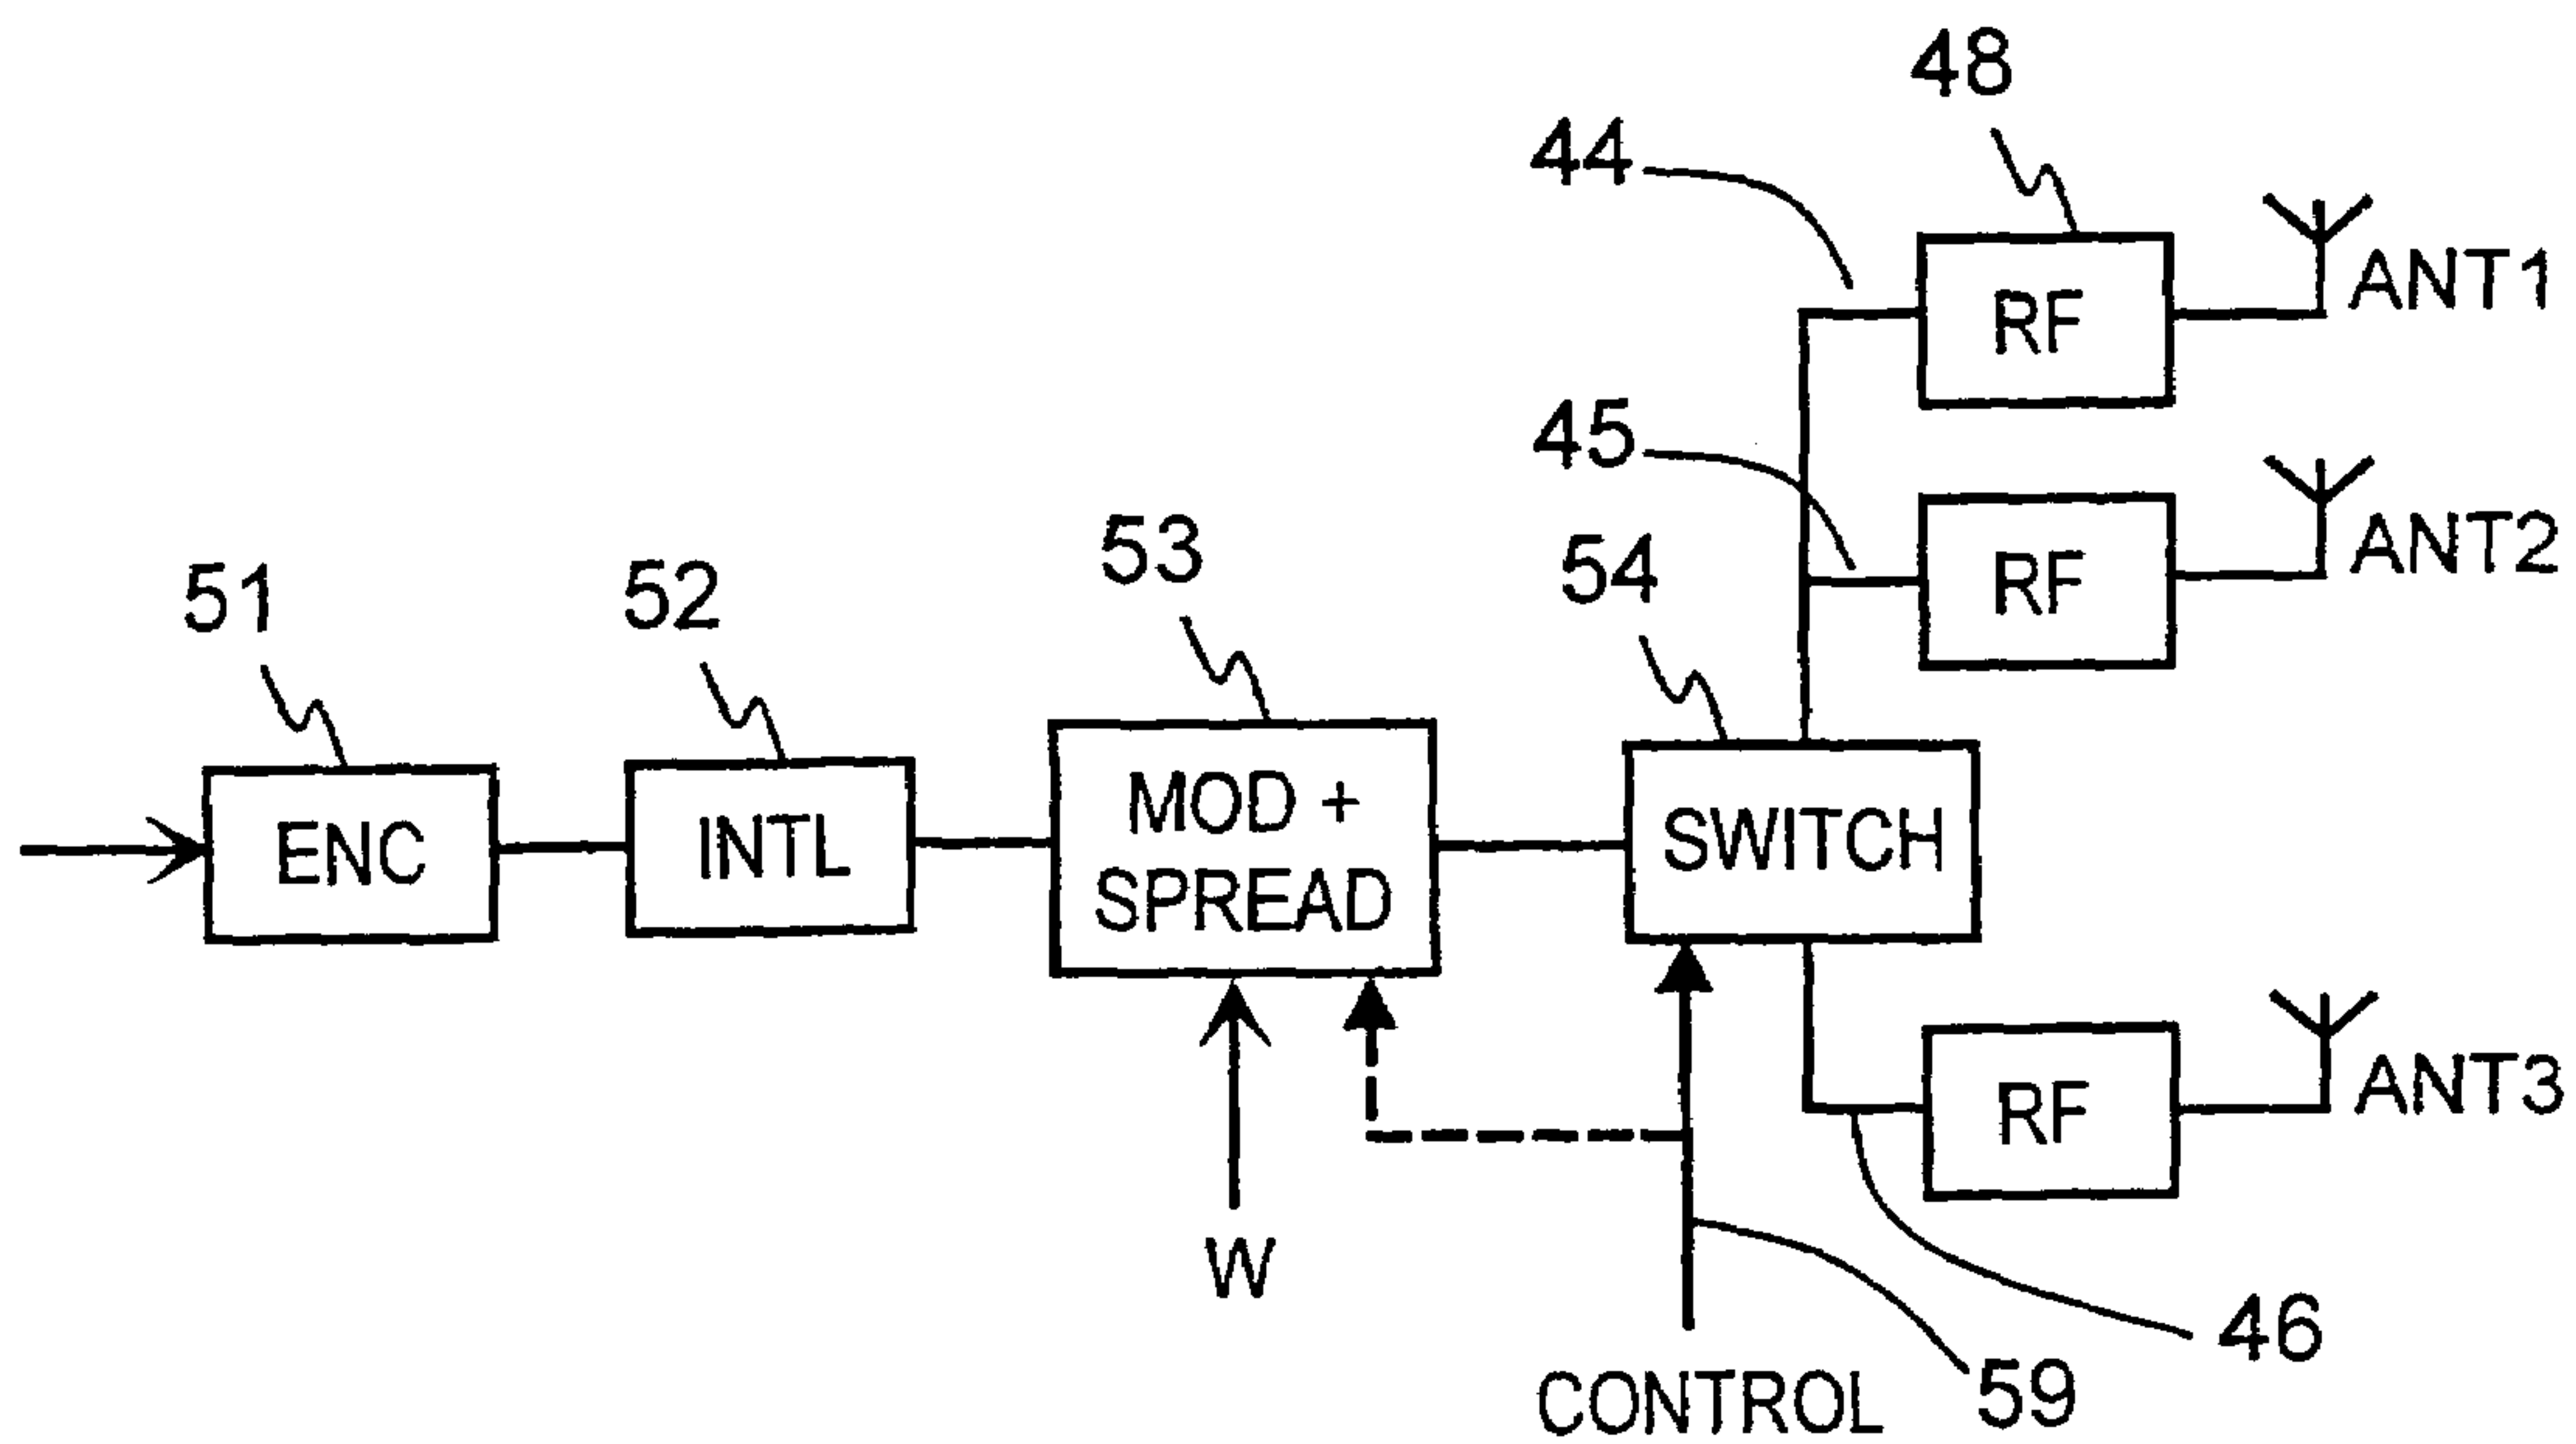 48
44
RF
ANT1
45
RF
ANT2
53
54
51
52
ENC
INTL
MOD +
SPREAD
SWITCH
RF
ANT3
W
46
CONTROL
59